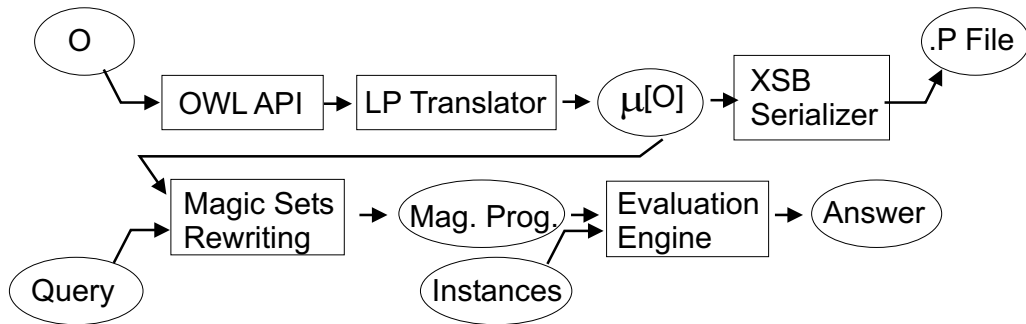 O
.P File
OWL API
LP Translator
μ[O]
XSB
Serializer
Magic Sets
Rewriting
Mag. Prog.
Evaluation
Engine
Answer
Query
Instances